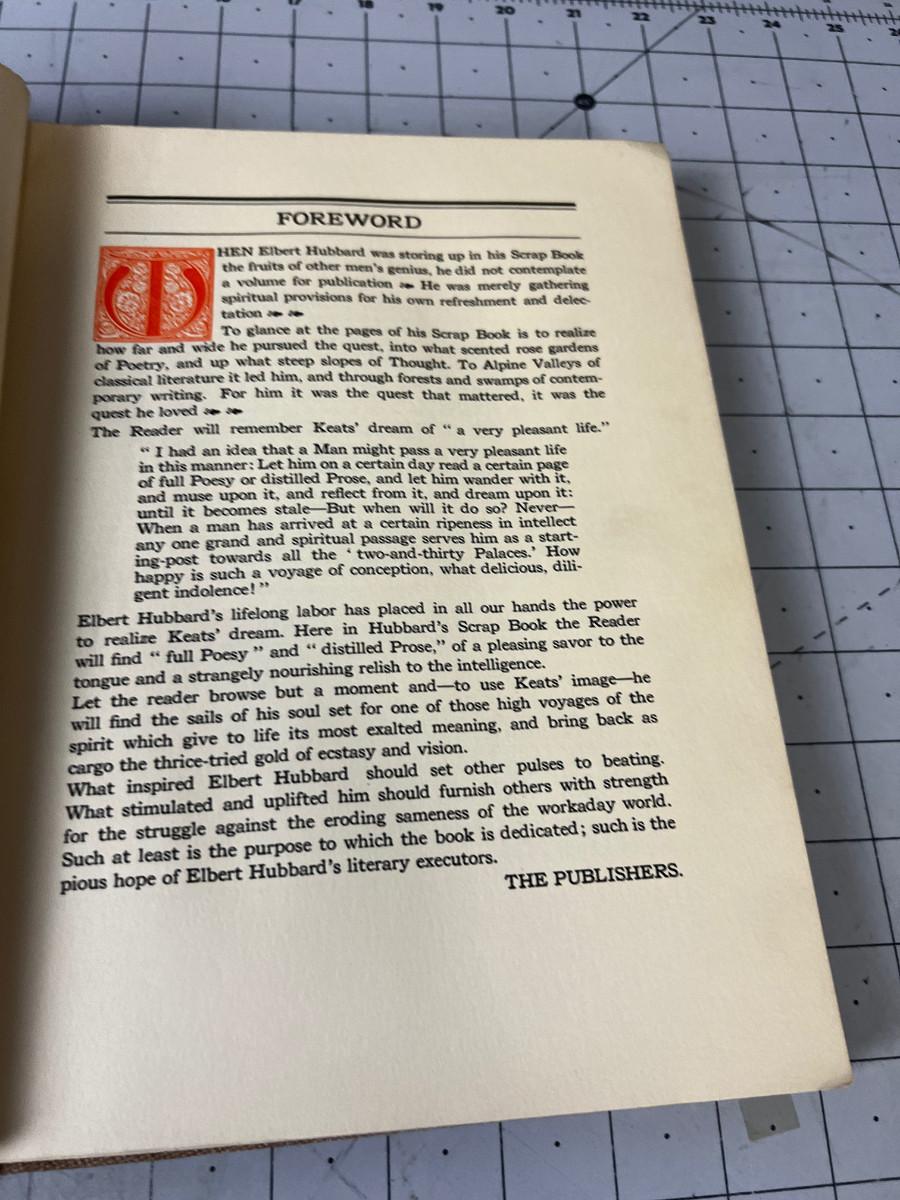 17 18 19 20 21 22 23 24 25
FOREWORD
WHEN Elbert Hubbard was storing up in his Scrap Book
the fruits of other men's genius, he did not contemplate
a volume for publication ❧ He was merely gathering
spiritual provisions for his own refreshment and delec-
tation ❧ ❧
To glance at the pages of his Scrap Book is to realize
how far and wide he pursued the quest, into what scented rose gardens
of Poetry, and up what steep slopes of Thought. To Alpine Valleys of
classical literature it led him, and through forests and swamps of contem-
porary writing. For him it was the quest that mattered, it was the
quest he loved ❧ ❧
The Reader will remember Keats' dream of " a very pleasant life."
" I had an idea that a Man might pass a very pleasant life
in this manner: Let him on a certain day read a certain page
of full Poesy or distilled Prose, and let him wander with it,
and muse upon it, and reflect from it, and dream upon it:
until it becomes stale—But when will it do so? Never—
When a man has arrived at a certain ripeness in intellect
any one grand and spiritual passage serves him as a start-
ing-post towards all the ' two-and-thirty Palaces.' How
happy is such a voyage of conception, what delicious, dili-
gent indolence! "
Elbert Hubbard's lifelong labor has placed in all our hands the power
to realize Keats' dream. Here in Hubbard's Scrap Book the Reader
will find " full Poesy " and " distilled Prose," of a pleasing savor to the
tongue and a strangely nourishing relish to the intelligence.
Let the reader browse but a moment and—to use Keats' image—he
will find the sails of his soul set for one of those high voyages of the
spirit which give to life its most exalted meaning, and bring back as
cargo the thrice-tried gold of ecstasy and vision.
What inspired Elbert Hubbard should set other pulses to beating.
What stimulated and uplifted him should furnish others with strength
for the struggle against the eroding sameness of the workaday world.
Such at least is the purpose to which the book is dedicated; such is the
pious hope of Elbert Hubbard's literary executors.
THE PUBLISHERS.